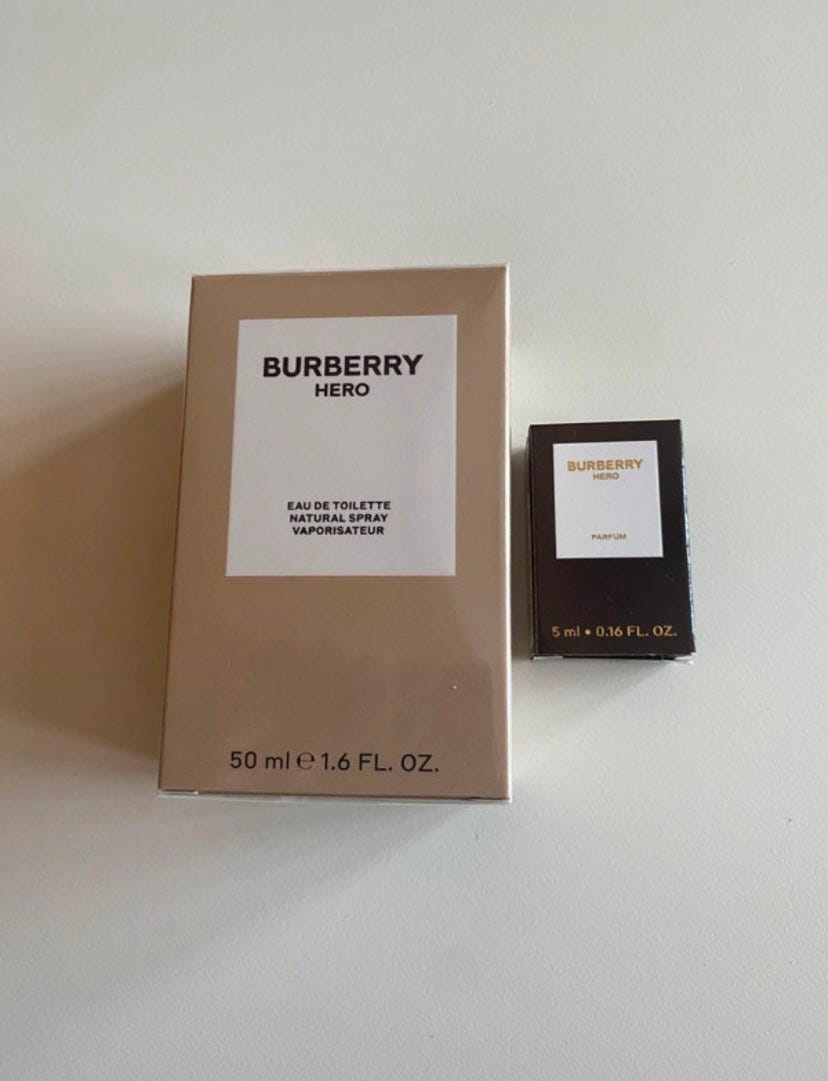 BURBERRY
HERO
EAU DE TOILETTE
NATURAL SPRAY
VAPORISATEUR
50 ml ℮ 1.6 FL. OZ.
BURBERRY
HERO
PARFUM
5 ml • 0.16 FL. OZ.